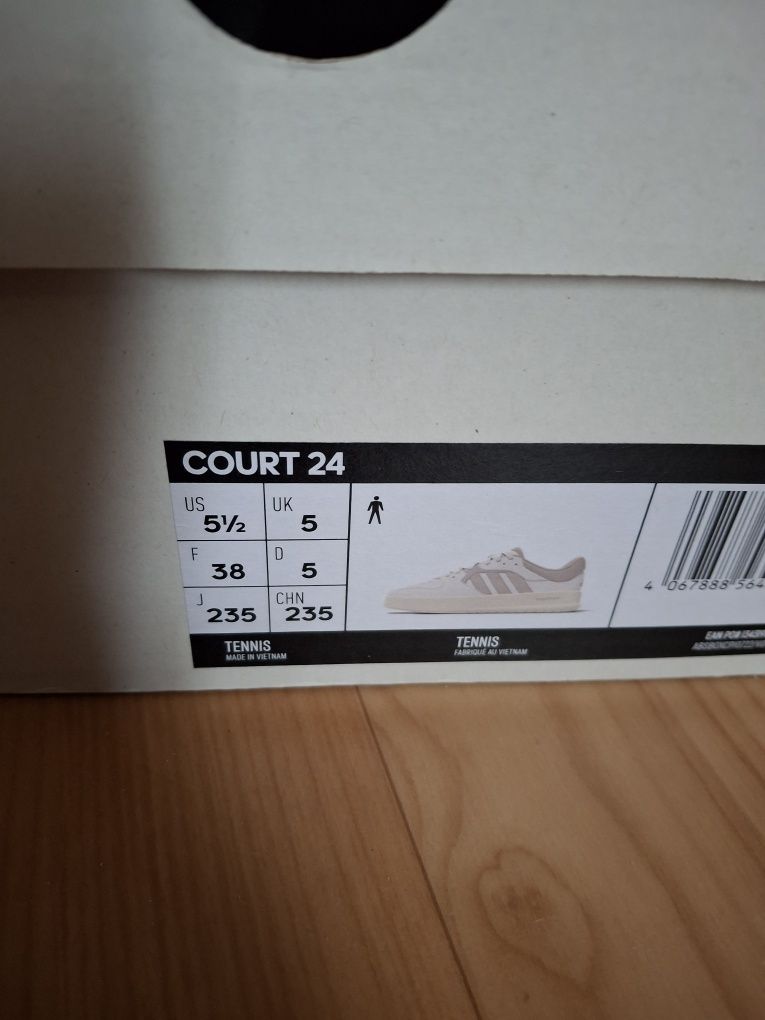 COURT 24
US 5½ UK 5
F 38 D 5
J 235 CHN 235
4 067888 564
TENNIS
MADE IN VIETNAM
TENNIS
FABRIQUÉ AU VIETNAM
EAN